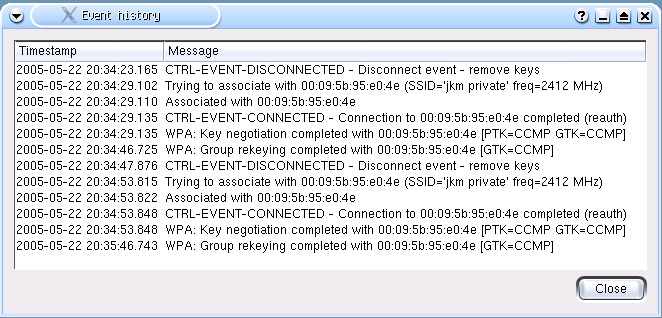 Event history
Timestamp Message
2005-05-22 20:34:23.165 CTRL-EVENT-DISCONNECTED - Disconnect event - remove keys
2005-05-22 20:34:29.102 Trying to associate with 00:09:5b:95:e0:4e (SSID='jkm private' freq=2412 MHz)
2005-05-22 20:34:29.110 Associated with 00:09:5b:95:e0:4e
2005-05-22 20:34:29.135 CTRL-EVENT-CONNECTED - Connection to 00:09:5b:95:e0:4e completed (reauth)
2005-05-22 20:34:29.135 WPA: Key negotiation completed with 00:09:5b:95:e0:4e [PTK=CCMP GTK=CCMP]
2005-05-22 20:34:46.725 WPA: Group rekeying completed with 00:09:5b:95:e0:4e [GTK=CCMP]
2005-05-22 20:34:47.876 CTRL-EVENT-DISCONNECTED - Disconnect event - remove keys
2005-05-22 20:34:53.815 Trying to associate with 00:09:5b:95:e0:4e (SSID='jkm private' freq=2412 MHz)
2005-05-22 20:34:53.822 Associated with 00:09:5b:95:e0:4e
2005-05-22 20:34:53.848 CTRL-EVENT-CONNECTED - Connection to 00:09:5b:95:e0:4e completed (reauth)
2005-05-22 20:34:53.848 WPA: Key negotiation completed with 00:09:5b:95:e0:4e [PTK=CCMP GTK=CCMP]
2005-05-22 20:35:46.743 WPA: Group rekeying completed with 00:09:5b:95:e0:4e [GTK=CCMP]
Close